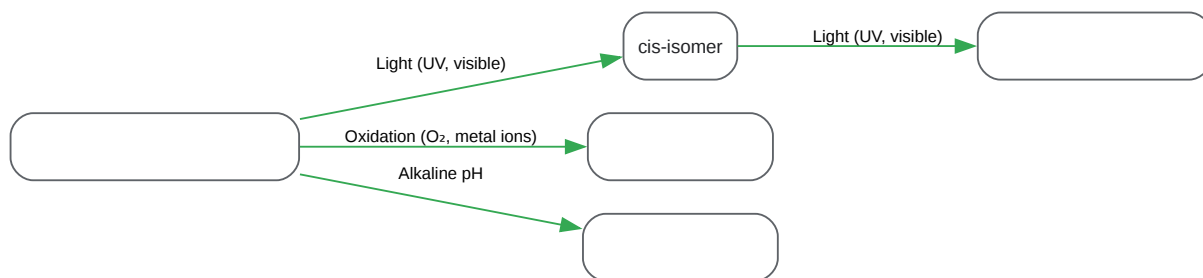 Light (UV, visible)
cis-isomer
Light (UV, visible)
Oxidation (O₂, metal ions)
Alkaline pH